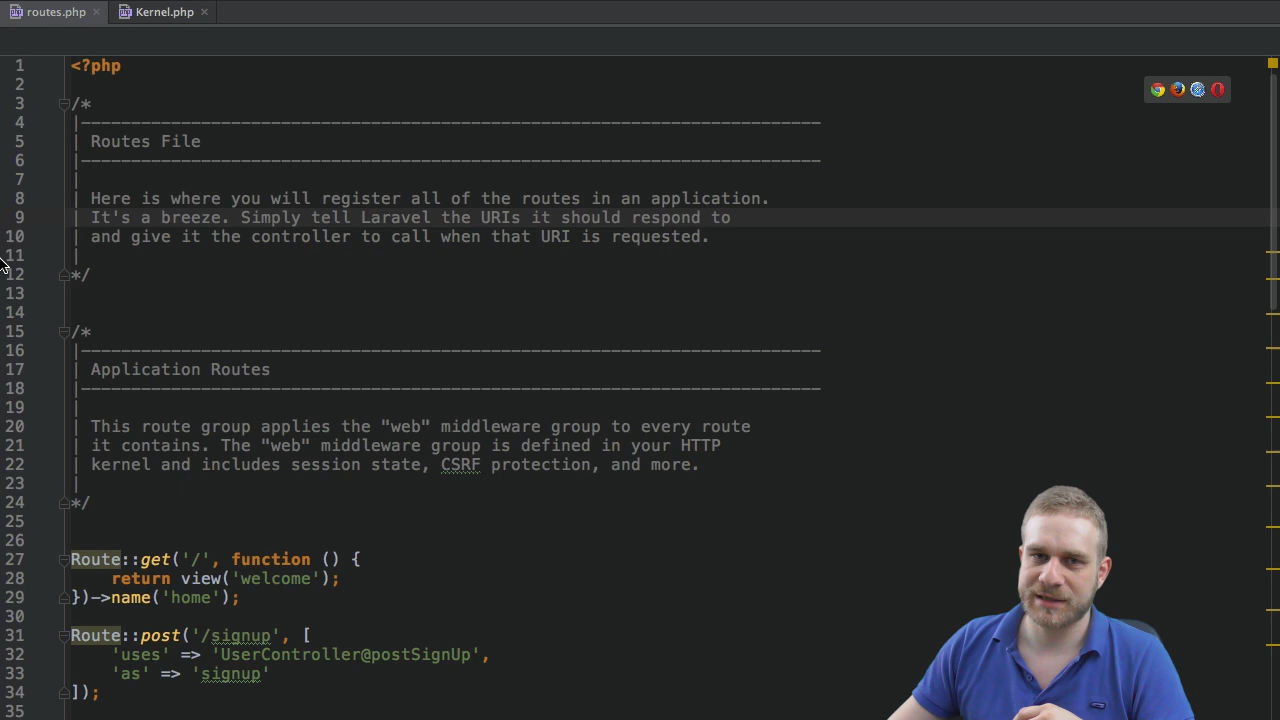 routes.php
Kernel.php
1 <?php
2
3 /*
4 |--------------------------------------------------------------------------
5 | Routes File
6 |--------------------------------------------------------------------------
7 |
8 | Here is where you will register all of the routes in an application.
9 | It's a breeze. Simply tell Laravel the URIs it should respond to
10 | and give it the controller to call when that URI is requested.
11 |
12 */
13
14
15 /*
16 |--------------------------------------------------------------------------
17 | Application Routes
18 |--------------------------------------------------------------------------
19 |
20 | This route group applies the "web" middleware group to every route
21 | it contains. The "web" middleware group is defined in your HTTP
22 | kernel and includes session state, CSRF protection, and more.
23 |
24 */
25
26
27 Route::get('/', function () {
28     return view('welcome');
29 })->name('home');
30
31 Route::post('/signup', [
32     'uses' => 'UserController@postSignUp',
33     'as' => 'signup'
34 ]);
35